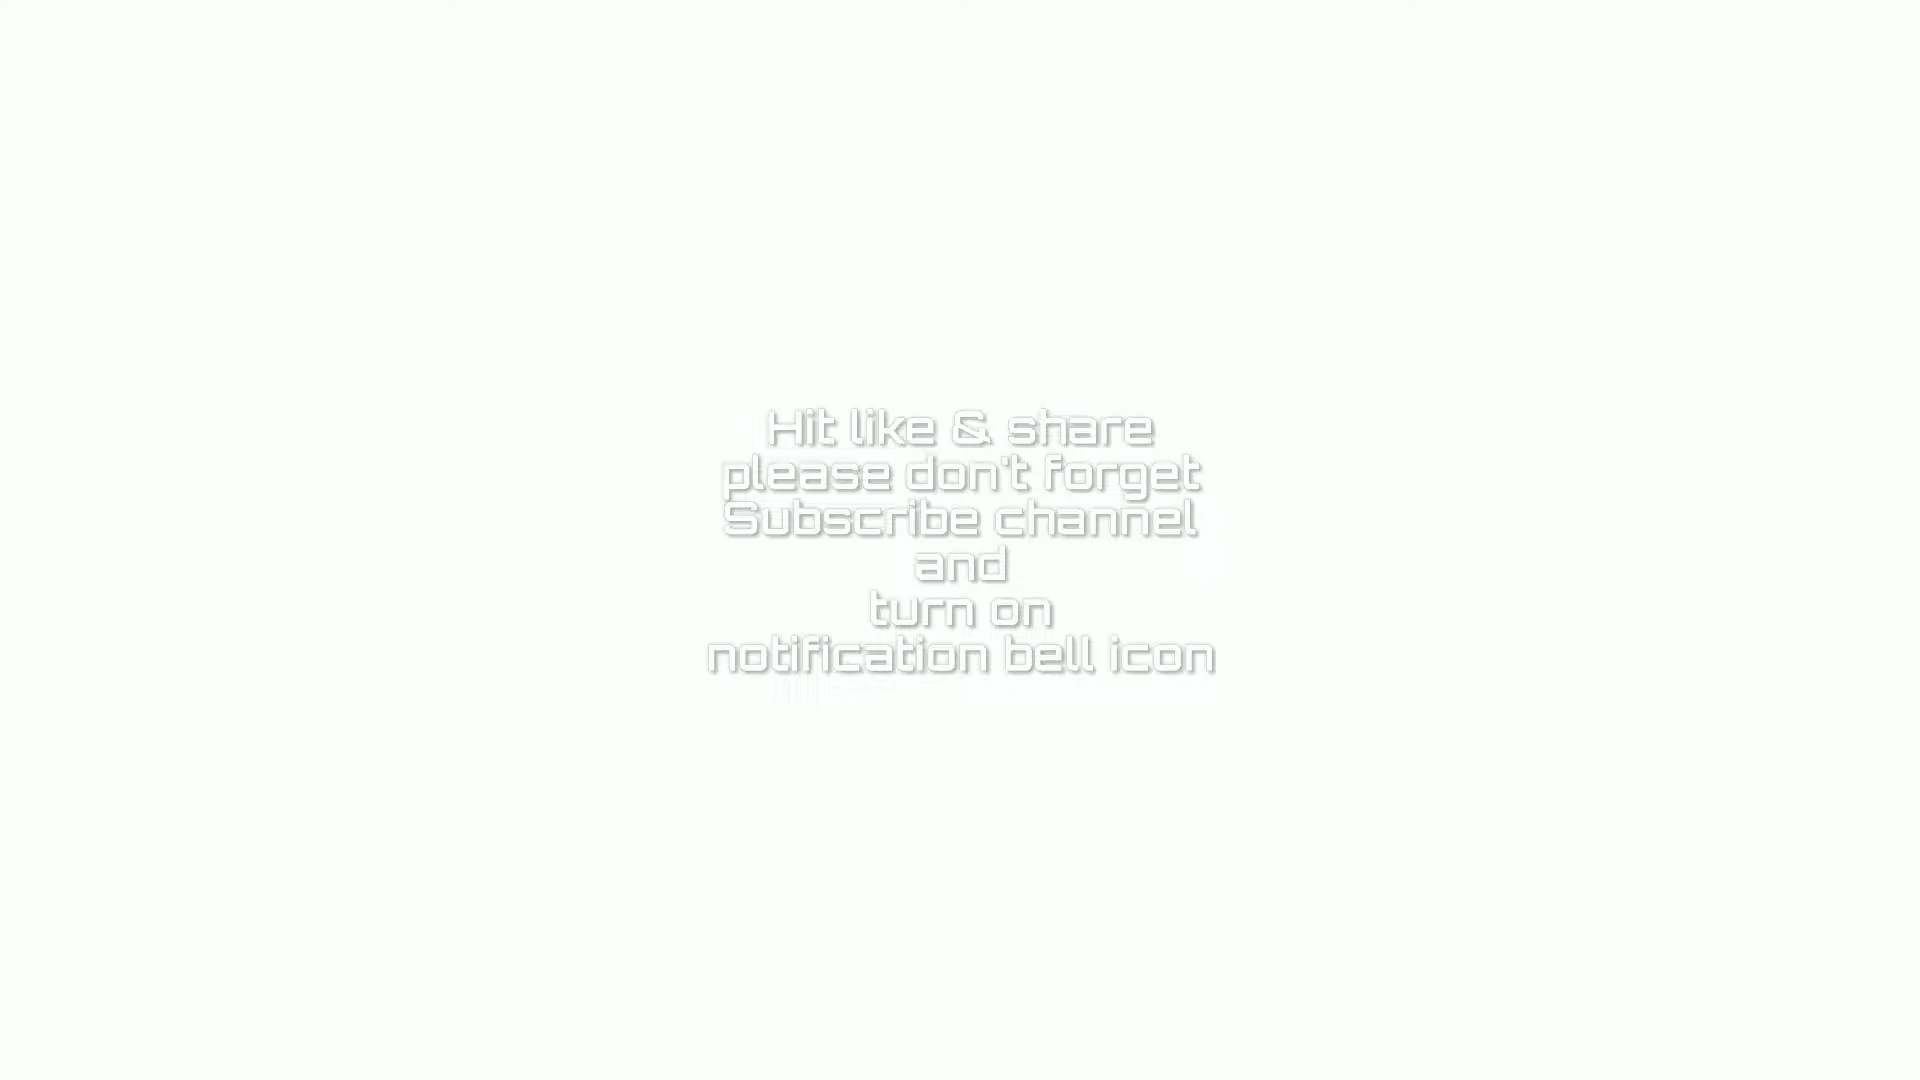 Hit like & share
please don't forget
Subscribe channel
and
turn on
notification bell icon